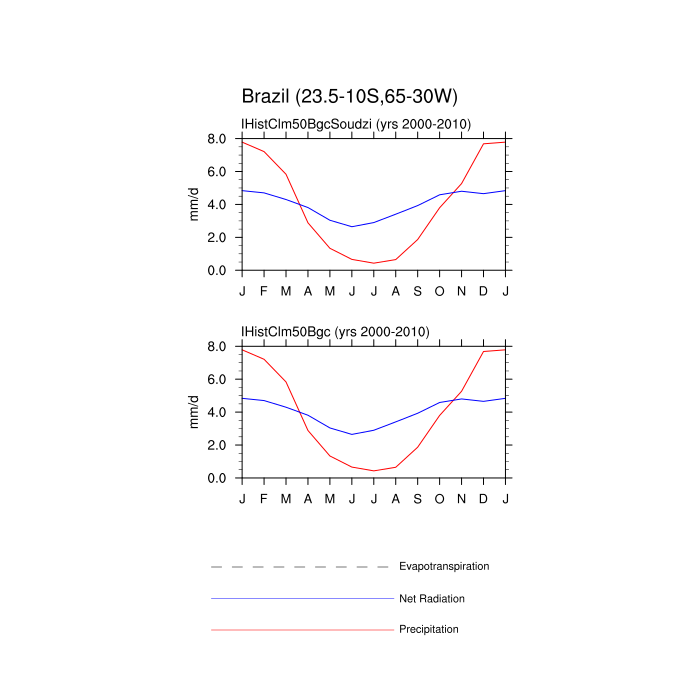 Brazil (23.5-10S,65-30W)
IHistClm50BgcSoudzi (yrs 2000-2010)
8.0
6.0
4.0
2.0
0.0
mm/d
J F M A M J J A S O N D J
IHistClm50Bgc (yrs 2000-2010)
8.0
6.0
4.0
2.0
0.0
mm/d
J F M A M J J A S O N D J
Evapotranspiration
Net Radiation
Precipitation